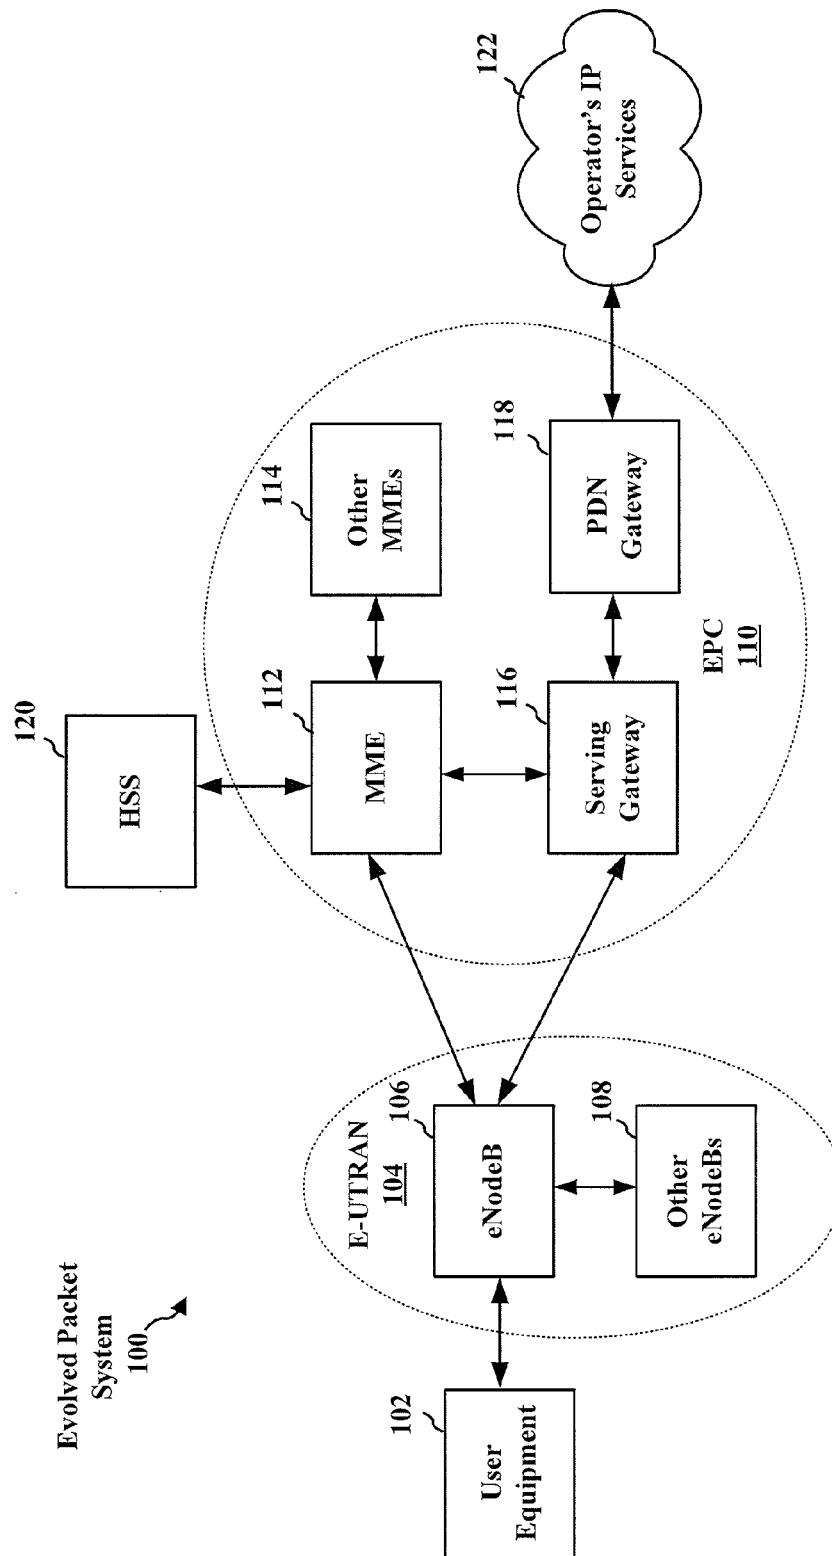 Evolved Packet
System
100
102
User
Equipment
E-UTRAN
104
106
eNodeB
108
Other
eNodeBs
120
HSS
112
MME
114
Other
MMEs
116
Serving
Gateway
118
PDN
Gateway
EPC
110
122
Operator's IP
Services